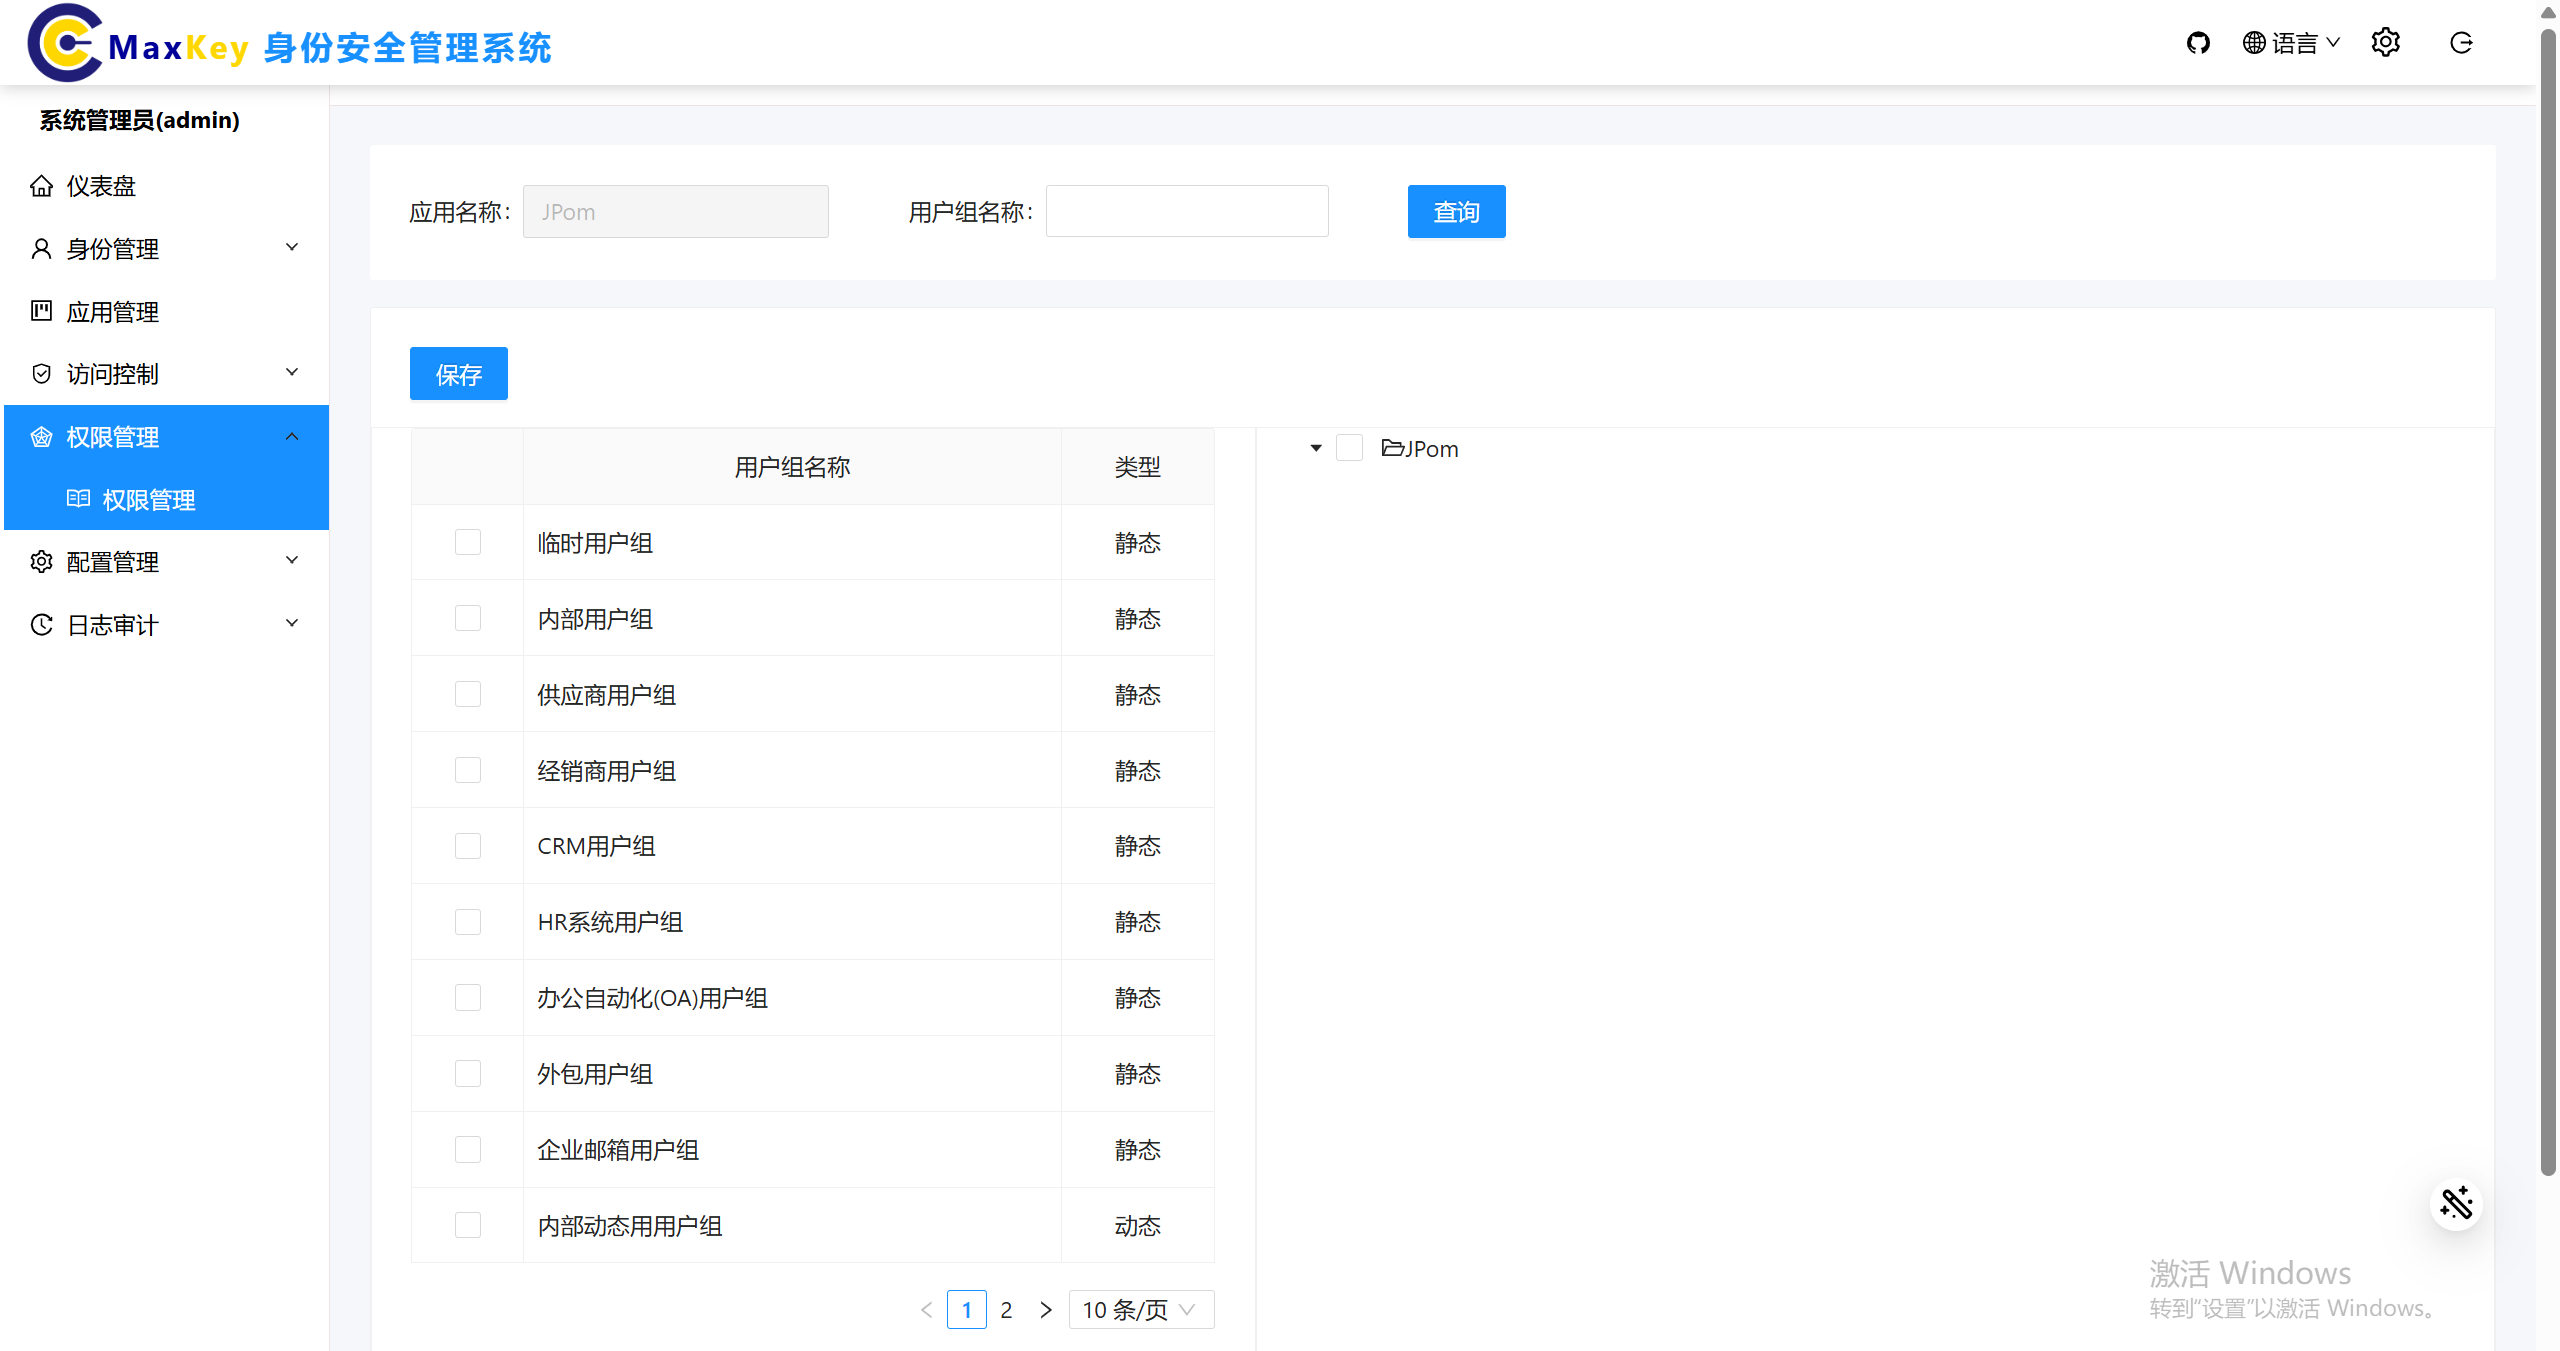 MaxKey 身份安全管理系统
语言
系统管理员(admin)
仪表盘
身份管理
应用管理
访问控制
权限管理
权限管理
配置管理
日志审计
应用名称: JPom 用户组名称: 查询
保存
用户组名称 类型
临时用户组 静态
内部用户组 静态
供应商用户组 静态
经销商用户组 静态
CRM用户组 静态
HR系统用户组 静态
办公自动化(OA)用户组 静态
外包用户组 静态
企业邮箱用户组 静态
内部动态用用户组 动态
1 2 10 条/页
JPom
激活 Windows
转到“设置”以激活 Windows。